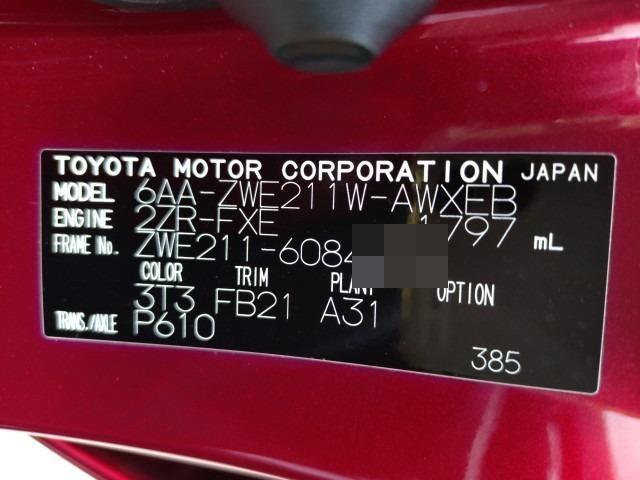 TOYOTA MOTOR CORPORATION JAPAN
MODEL 6AA-ZWE211W-AWXEB
ENGINE 2ZR-FXE 1797 mL
FRAME No. ZWE211-6084
COLOR TRIM PLANT OPTION
3T3 FB21 A31
TRANS./AXLE P610
385